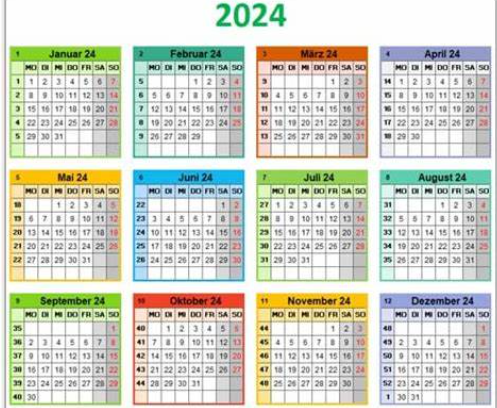 2024
1 Januar 24
MO DI MI DO FR SA SO
1 1 2 3 4 5 6 7
2 8 9 10 11 12 13 14
3 15 16 17 18 19 20 21
4 22 23 24 25 26 27 28
5 29 30 31
2 Februar 24
MO DI MI DO FR SA SO
5 1 2 3 4
6 5 6 7 8 9 10 11
7 12 13 14 15 16 17 18
8 19 20 21 22 23 24 25
9 26 27 28 29
3 März 24
MO DI MI DO FR SA SO
9 1 2 3
10 4 5 6 7 8 9 10
11 11 12 13 14 15 16 17
12 18 19 20 21 22 23 24
13 25 26 27 28 29 30 31
4 April 24
MO DI MI DO FR SA SO
14 1 2 3 4 5 6 7
15 8 9 10 11 12 13 14
16 15 16 17 18 19 20 21
17 22 23 24 25 26 27 28
18 29 30
5 Mai 24
MO DI MI DO FR SA SO
18 1 2 3 4 5
19 6 7 8 9 10 11 12
20 13 14 15 16 17 18 19
21 20 21 22 23 24 25 26
22 27 28 29 30 31
6 Juni 24
MO DI MI DO FR SA SO
22 1 2
23 3 4 5 6 7 8 9
24 10 11 12 13 14 15 16
25 17 18 19 20 21 22 23
26 24 25 26 27 28 29 30
7 Juli 24
MO DI MI DO FR SA SO
27 1 2 3 4 5 6 7
28 8 9 10 11 12 13 14
29 15 16 17 18 19 20 21
30 22 23 24 25 26 27 28
31 29 30 31
8 August 24
MO DI MI DO FR SA SO
31 1 2 3 4
32 5 6 7 8 9 10 11
33 12 13 14 15 16 17 18
34 19 20 21 22 23 24 25
35 26 27 28 29 30 31
9 September 24
MO DI MI DO FR SA SO
35 1
36 2 3 4 5 6 7 8
37 9 10 11 12 13 14 15
38 16 17 18 19 20 21 22
39 23 24 25 26 27 28 29
40 30
10 Oktober 24
MO DI MI DO FR SA SO
40 1 2 3 4 5 6
41 7 8 9 10 11 12 13
42 14 15 16 17 18 19 20
43 21 22 23 24 25 26 27
44 28 29 30 31
11 November 24
MO DI MI DO FR SA SO
44 1 2 3
45 4 5 6 7 8 9 10
46 11 12 13 14 15 16 17
47 18 19 20 21 22 23 24
48 25 26 27 28 29 30
12 Dezember 24
MO DI MI DO FR SA SO
48 1
49 2 3 4 5 6 7 8
50 9 10 11 12 13 14 15
51 16 17 18 19 20 21 22
52 23 24 25 26 27 28 29
1 30 31